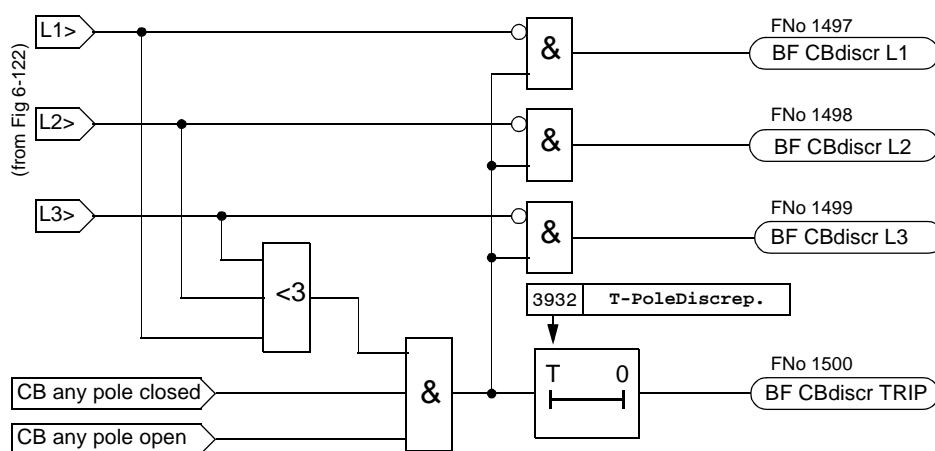 (from Fig 6-122)
L1>
L2>
L3>
CB any pole closed
CB any pole open
<3
&
&
&
&
3932 T-PoleDiscrep.
T 0
FNo 1497
BF CBdiscr L1
FNo 1498
BF CBdiscr L2
FNo 1499
BF CBdiscr L3
FNo 1500
BF CBdiscr TRIP